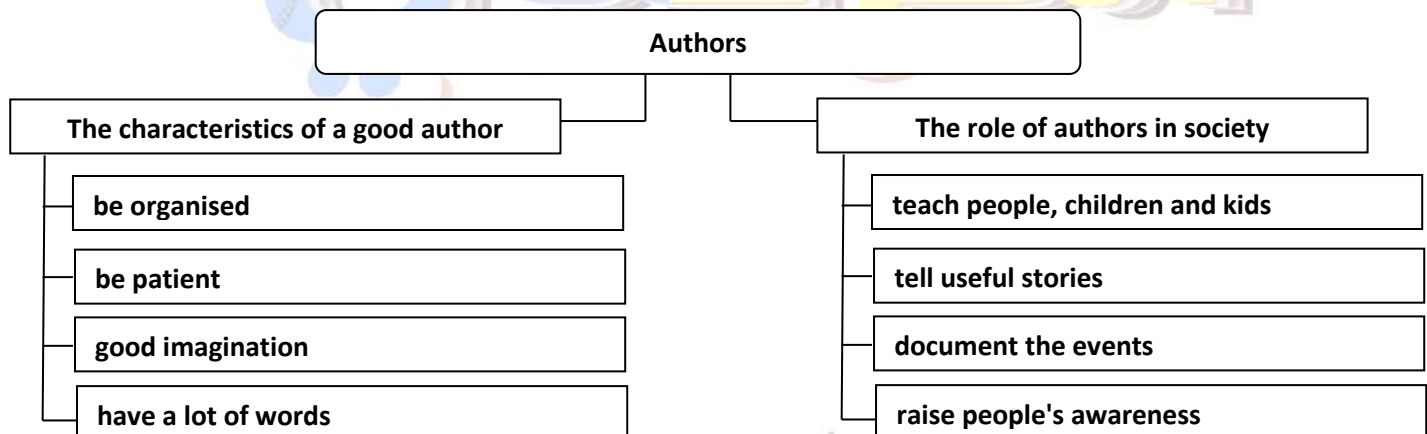 Authors
The characteristics of a good author
be organised
be patient
good imagination
have a lot of words
The role of authors in society
teach people, children and kids
tell useful stories
document the events
raise people's awareness